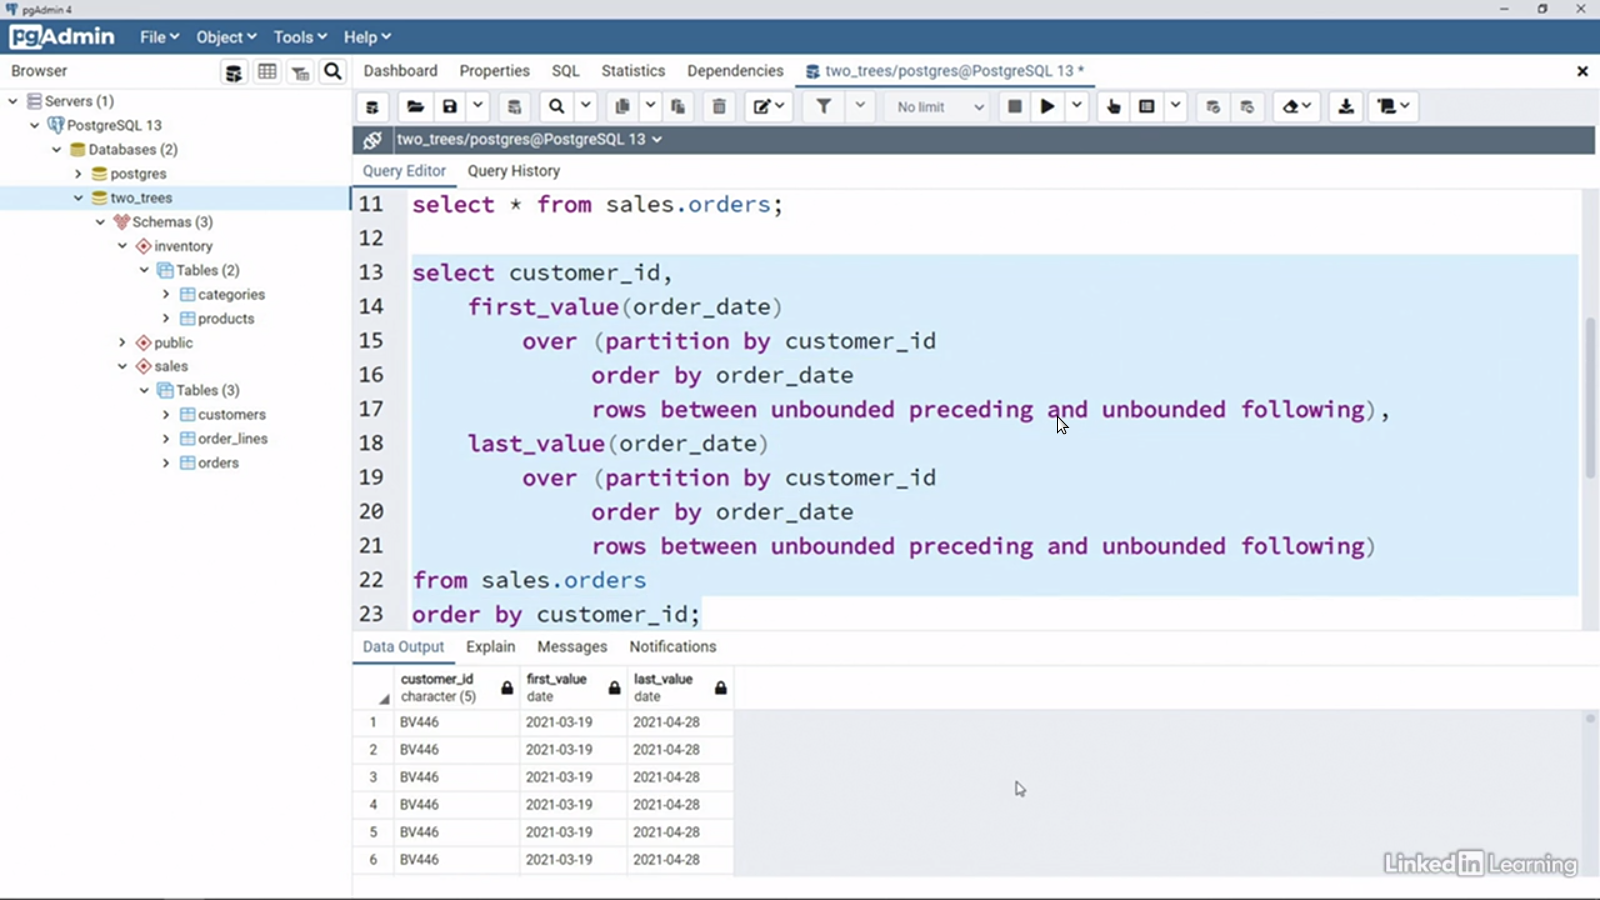 pgAdmin 4
pgAdmin File Object Tools Help
Browser
Dashboard Properties SQL Statistics Dependencies two_trees/postgres@PostgreSQL 13 *
Servers (1)
PostgreSQL 13
Databases (2)
postgres
two_trees
Schemas (3)
inventory
Tables (2)
categories
products
public
sales
Tables (3)
customers
order_lines
orders
No limit
two_trees/postgres@PostgreSQL 13
Query Editor Query History
11 select * from sales.orders;
12
13 select customer_id,
14 first_value(order_date)
15 over (partition by customer_id
16 order by order_date
17 rows between unbounded preceding and unbounded following),
18 last_value(order_date)
19 over (partition by customer_id
20 order by order_date
21 rows between unbounded preceding and unbounded following)
22 from sales.orders
23 order by customer_id;
Data Output Explain Messages Notifications
customer_id first_value last_value
character (5) date date
1 BV446 2021-03-19 2021-04-28
2 BV446 2021-03-19 2021-04-28
3 BV446 2021-03-19 2021-04-28
4 BV446 2021-03-19 2021-04-28
5 BV446 2021-03-19 2021-04-28
6 BV446 2021-03-19 2021-04-28
Linked in Learning